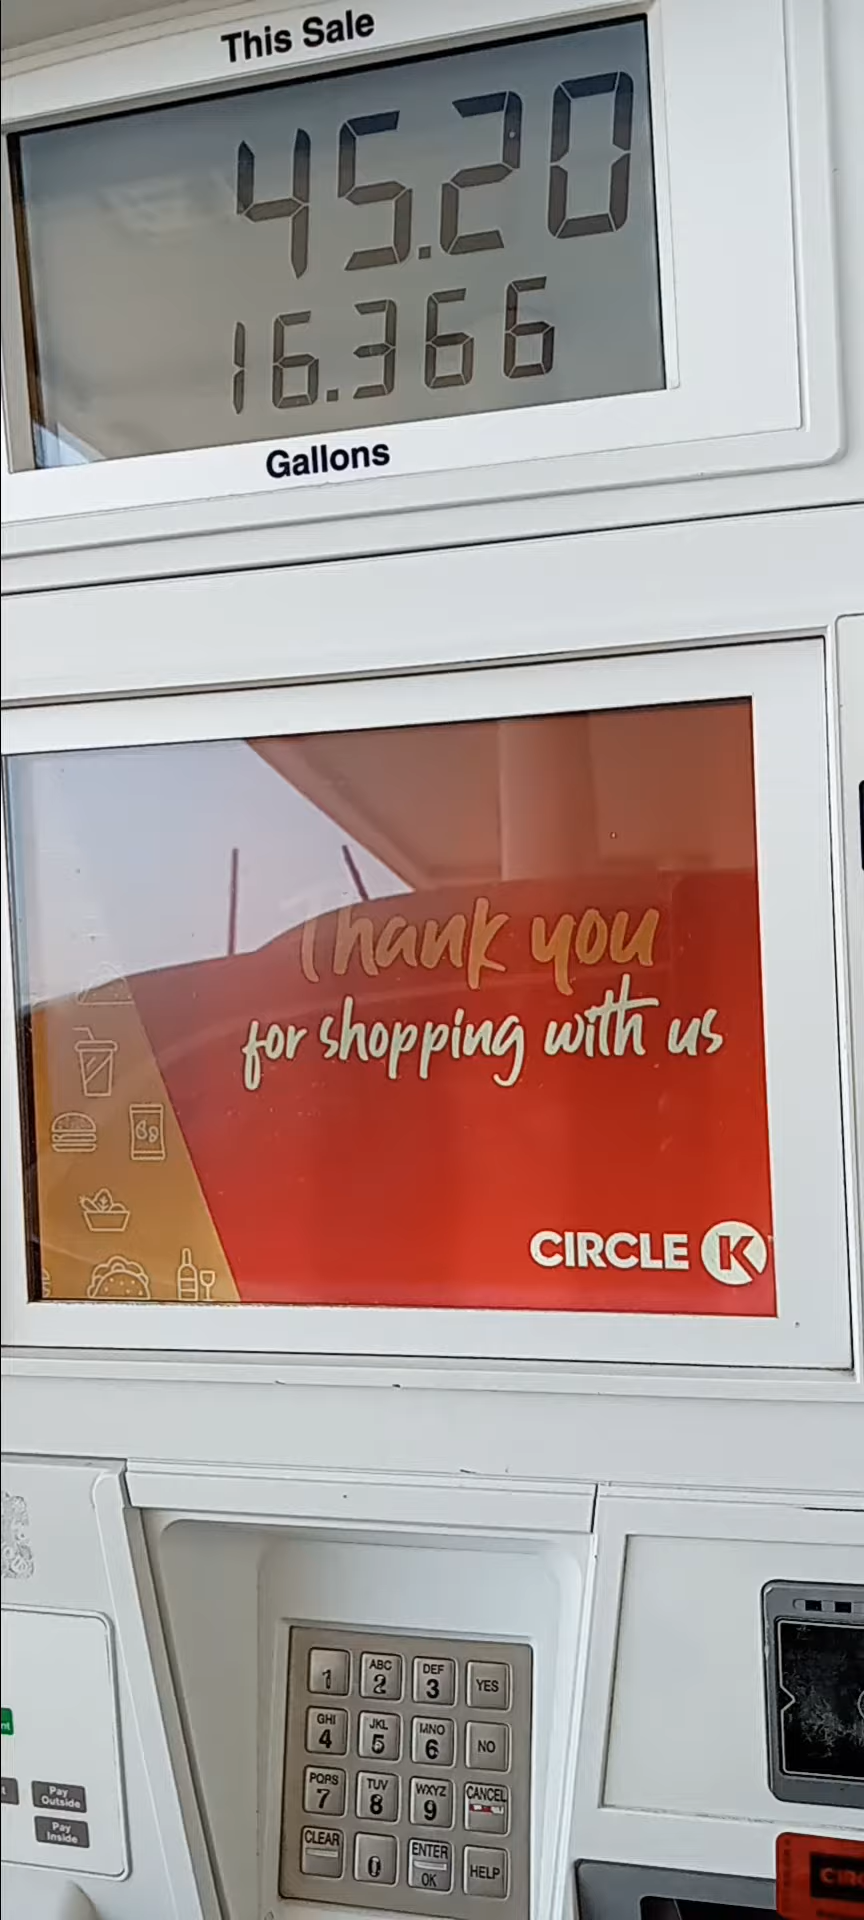 This Sale
45.20
16.366
Gallons
Thank you
for shopping with us
CIRCLE K
1
ABC
2
DEF
3
YES
GHI
4
JKL
5
MNO
6
NO
PQRS
7
TUV
8
WXYZ
9
CANCEL
CLEAR
0
ENTER
OK
HELP
Pay
Outside
Pay
Inside